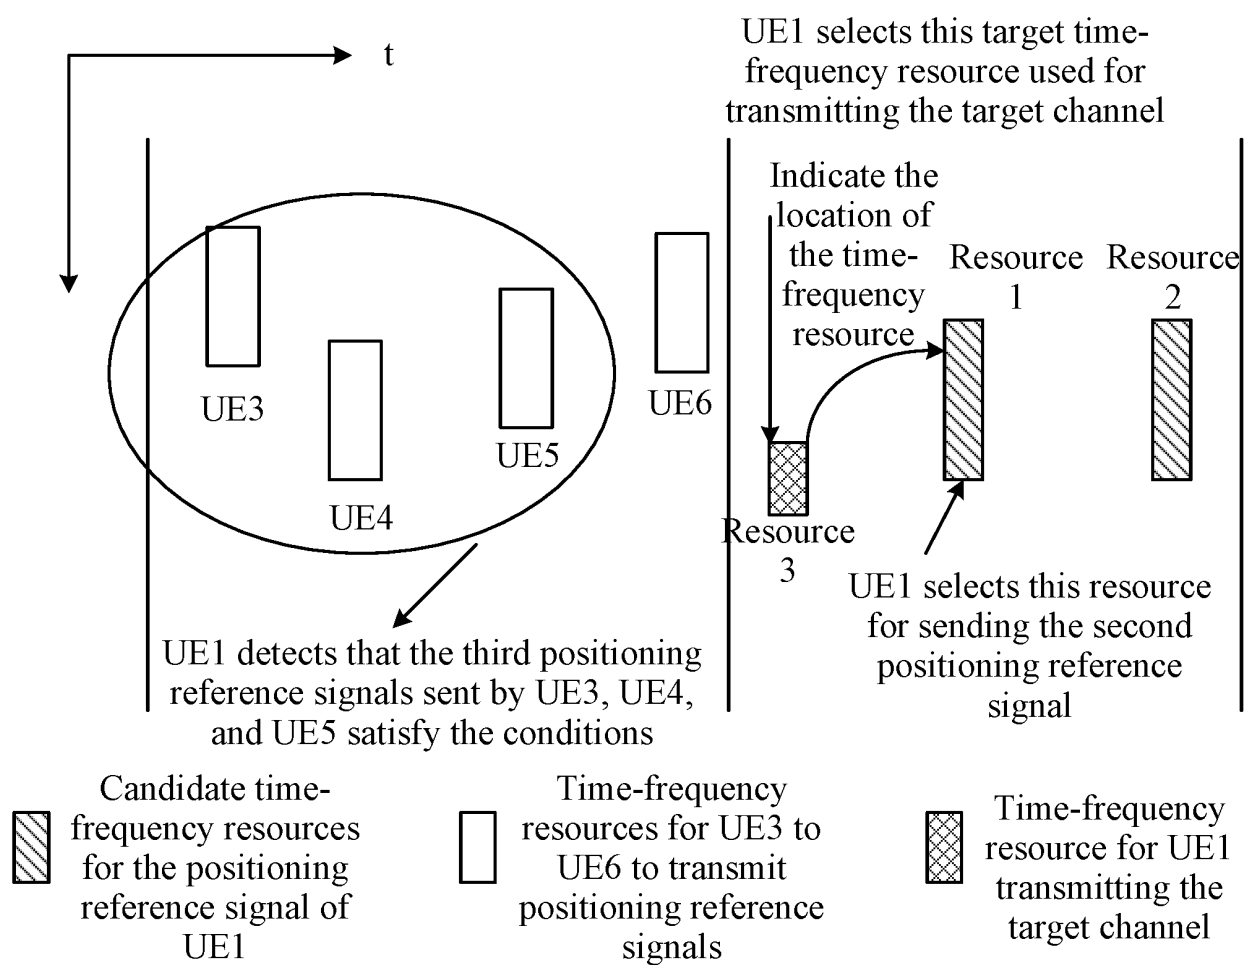 t
UE1 selects this target time-
frequency resource used for
transmitting the target channel
Indicate the
location of
the time-
frequency
resource
Resource
1
Resource
2
UE3
UE4
UE5
UE6
Resource
3
UE1 selects this resource
for sending the second
positioning reference
signal
UE1 detects that the third positioning
reference signals sent by UE3, UE4,
and UE5 satisfy the conditions
Candidate time-
frequency resources
for the positioning
reference signal of
UE1
Time-frequency
resources for UE3 to
UE6 to transmit
positioning reference
signals
Time-frequency
resource for UE1
transmitting the
target channel